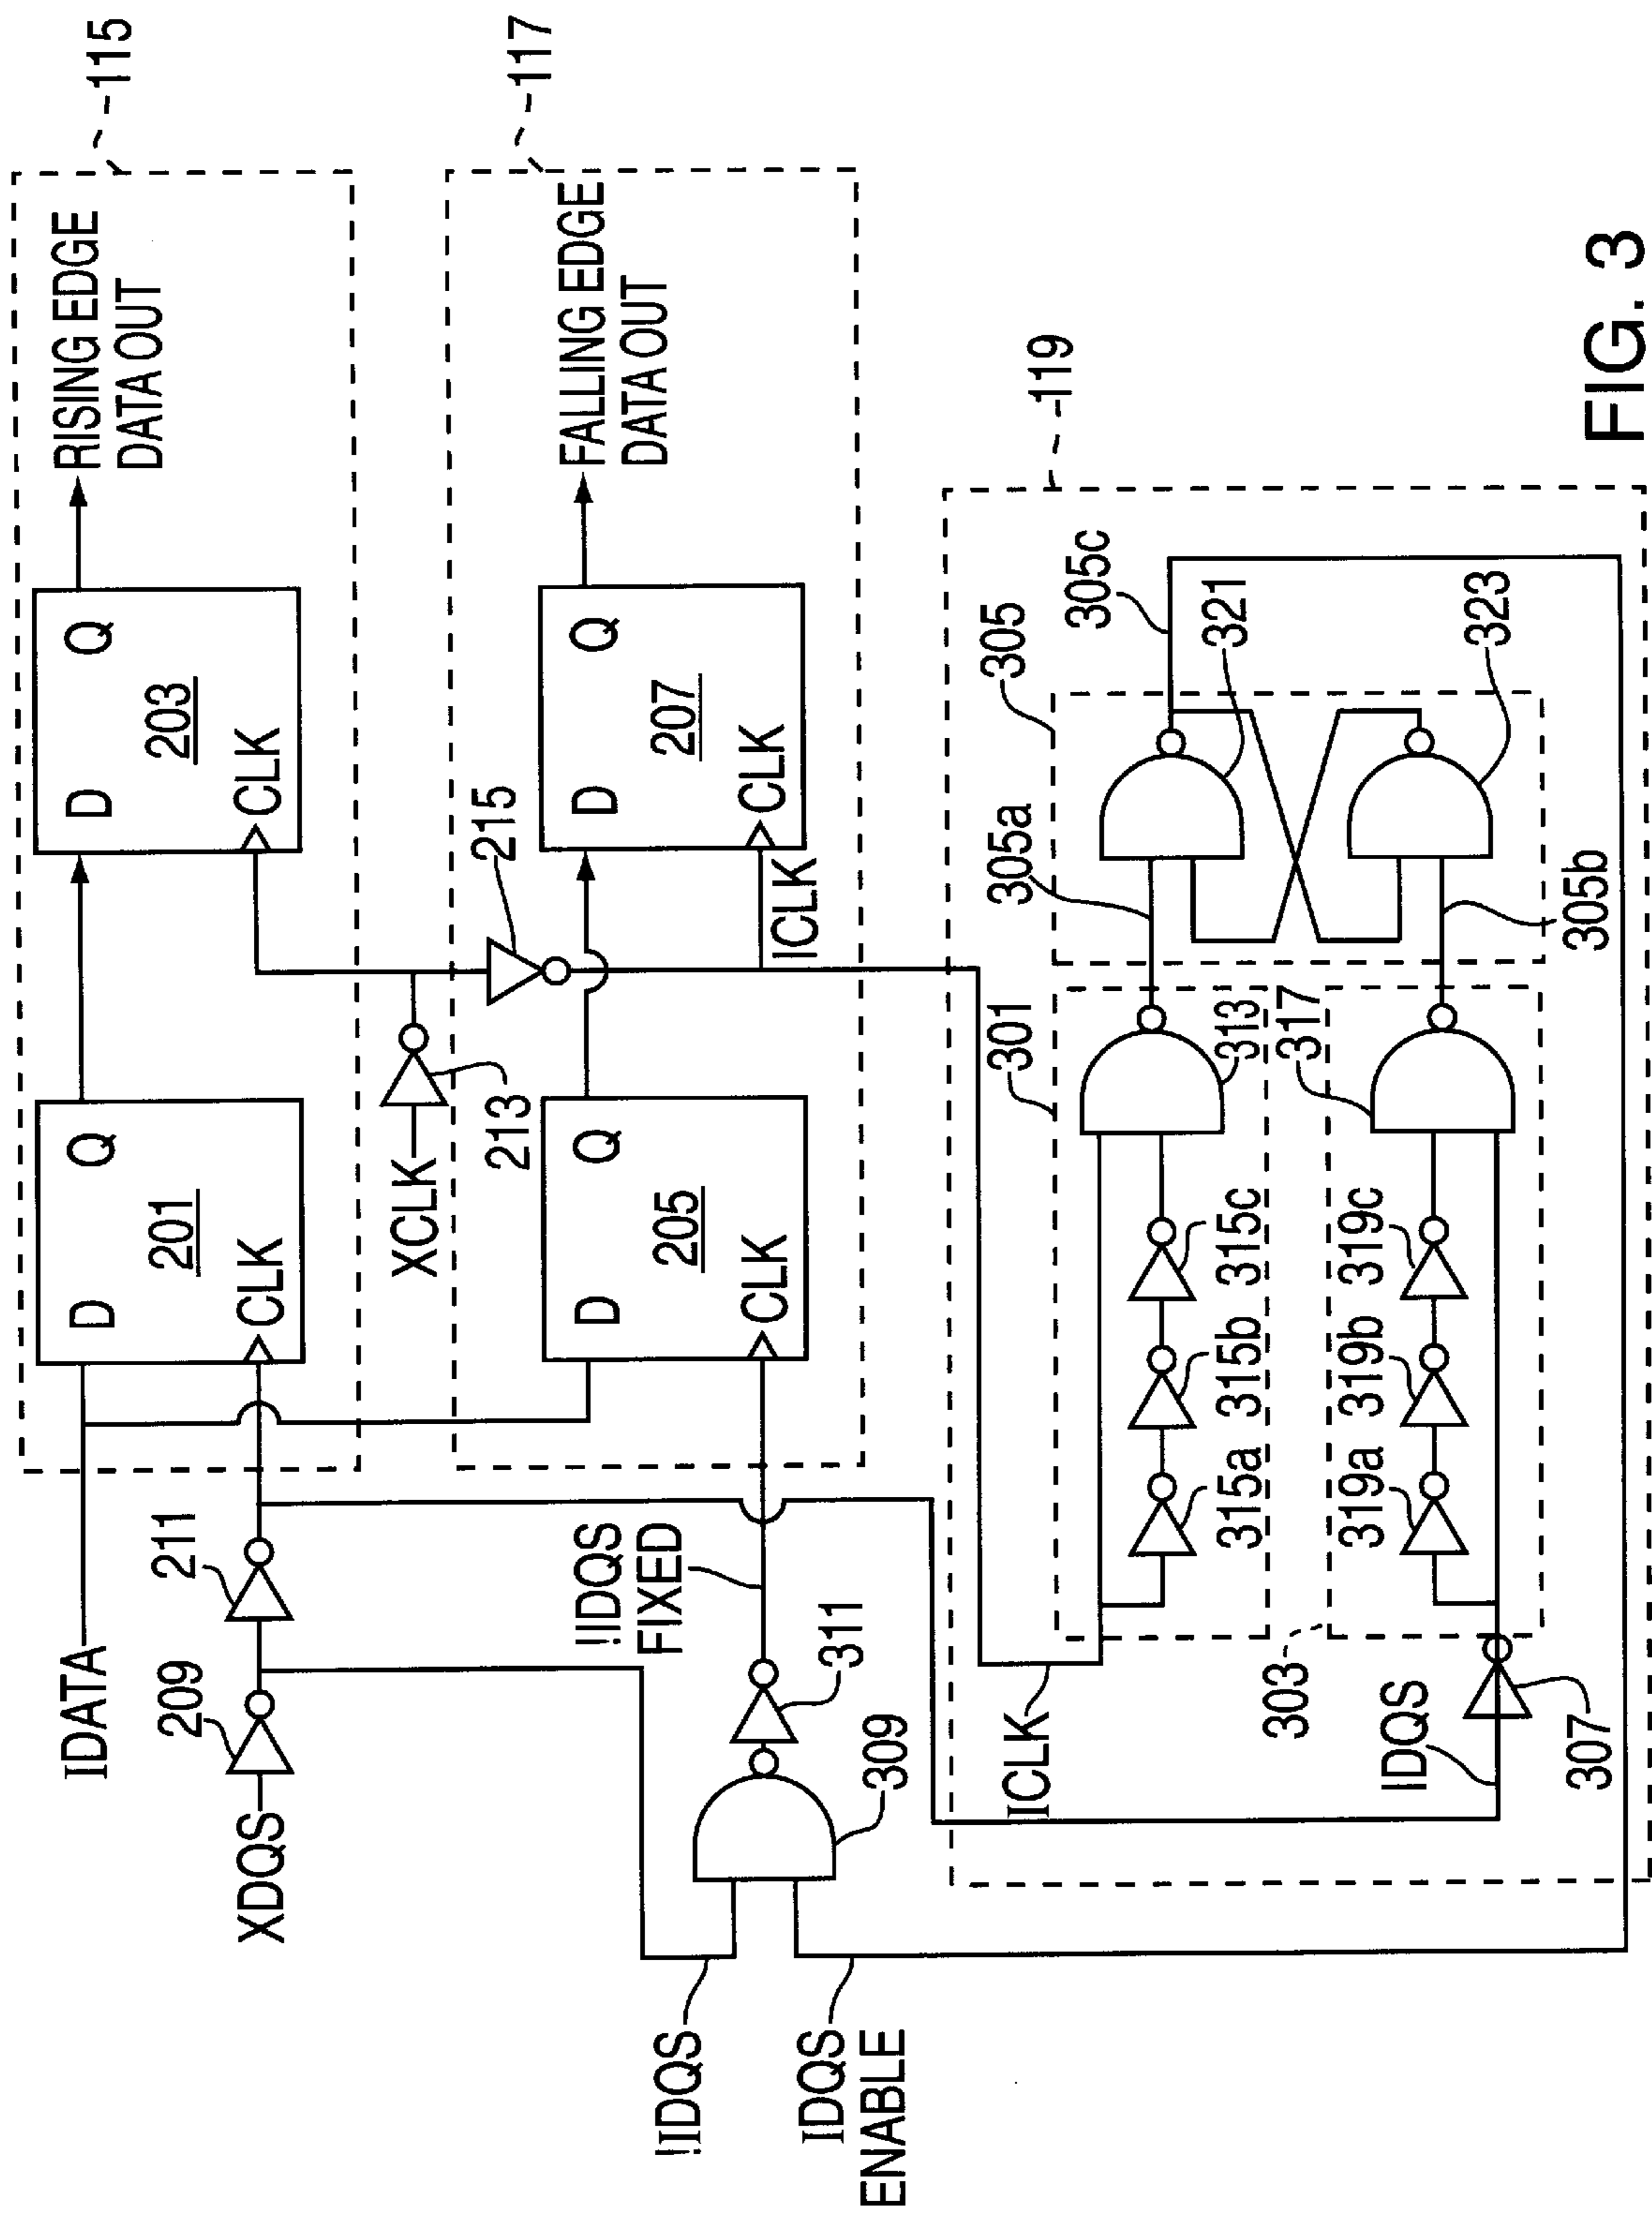 115
RISING EDGE
DATA OUT
D
Q
203
CLK
D
Q
201
CLK
IDATA
211
209
XDQS
117
FALLING EDGE
DATA OUT
215
D
Q
207
CLK
ICLK
XCLK
213
D
Q
205
CLK
!IDQS
FIXED
311
309
!IDQS
IDQS
ENABLE
119
305
305c
305a
321
323
305b
301
313
317
315a
315b
315c
319a
319b
319c
303
ICLK
IDQS
307
FIG. 3